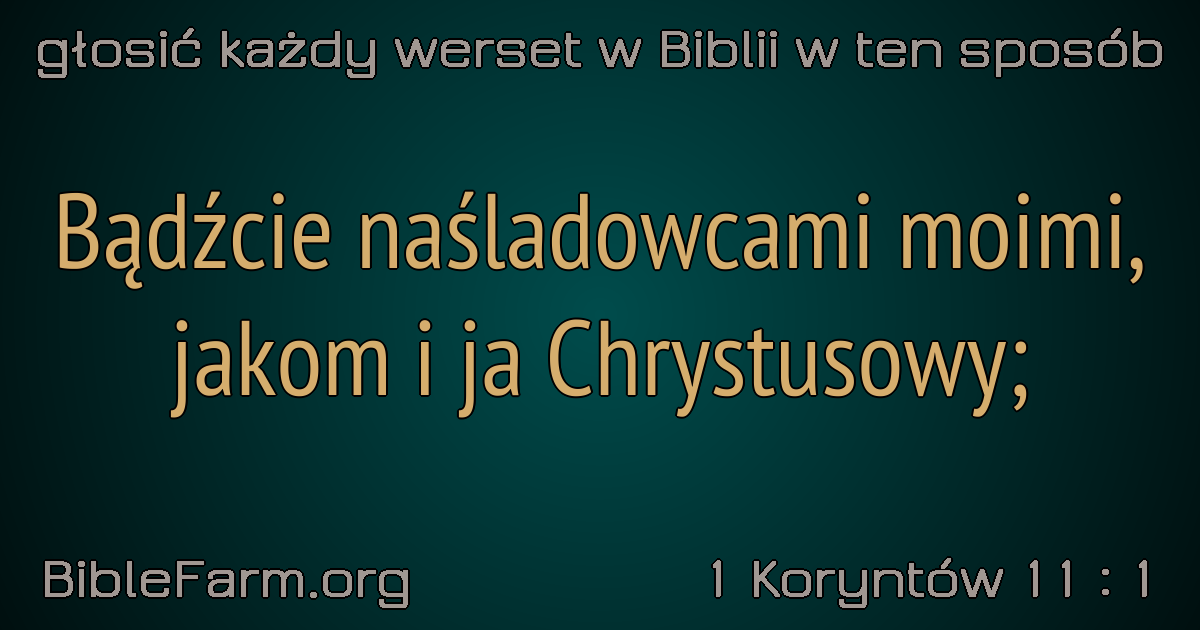 głosić każdy werset w Biblii w ten sposób
Bądźcie naśladowcami moimi,
jakom i ja Chrystusowy;
BibleFarm.org
1 Koryntów 11 : 1